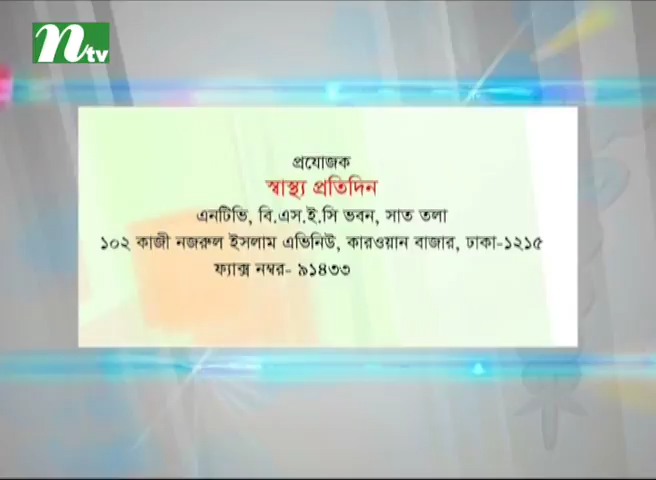 ntv
প্রযোজক
স্বাস্থ্য প্রতিদিন
এনটিভি, বি.এস.ই.সি ভবন, সাত তলা
১০২ কাজী নজরুল ইসলাম এভিনিউ, কারওয়ান বাজার, ঢাকা-১২১৫
ফ্যাক্স নম্বর- ৯১৪৩৩